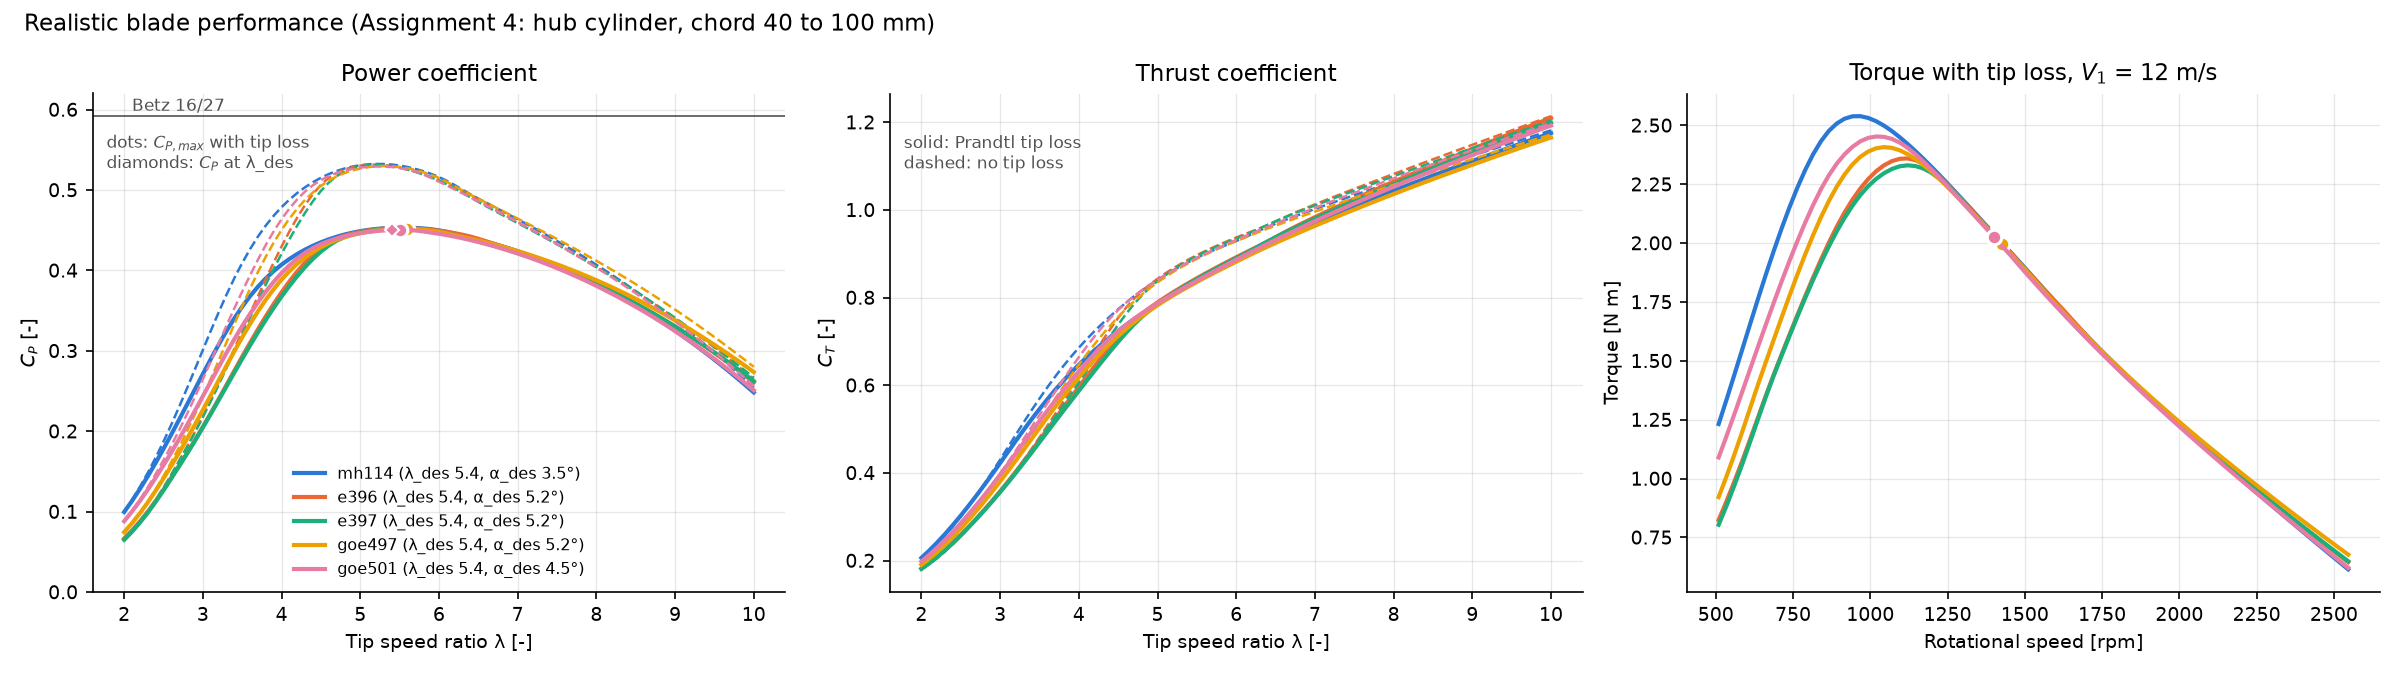 Realistic blade performance (Assignment 4: hub cylinder, chord 40 to 100 mm)
Power coefficient
Betz 16/27
dots: C_{P,max} with tip loss
diamonds: C_P at λ_des
0.6
0.5
0.4
0.3
0.2
0.1
0.0
C_P [-]
mh114 (λ_des 5.4, α_des 3.5°)
e396 (λ_des 5.4, α_des 5.2°)
e397 (λ_des 5.4, α_des 5.2°)
goe497 (λ_des 5.4, α_des 5.2°)
goe501 (λ_des 5.4, α_des 4.5°)
2 3 4 5 6 7 8 9 10
Tip speed ratio λ [-]
Thrust coefficient
solid: Prandtl tip loss
dashed: no tip loss
1.2
1.0
0.8
0.6
0.4
0.2
C_T [-]
2 3 4 5 6 7 8 9 10
Tip speed ratio λ [-]
Torque with tip loss, V_1 = 12 m/s
2.50
2.25
2.00
1.75
1.50
1.25
1.00
0.75
Torque [N m]
500 750 1000 1250 1500 1750 2000 2250 2500
Rotational speed [rpm]